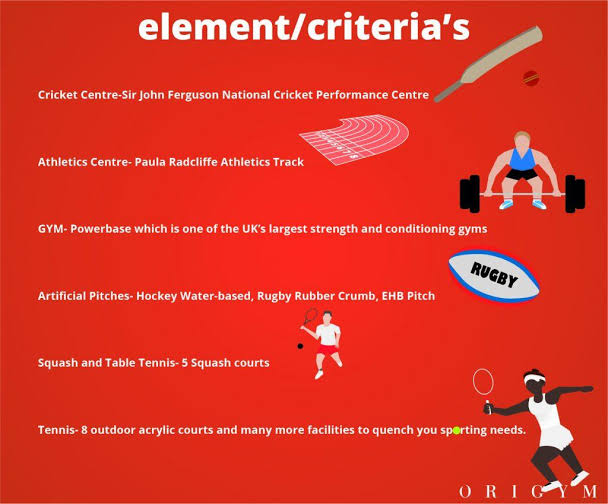 element/criteria's
Cricket Centre-Sir John Ferguson National Cricket Performance Centre
Athletics Centre- Paula Radcliffe Athletics Track
GYM- Powerbase which is one of the UK's largest strength and conditioning gyms
RUGBY
Artificial Pitches- Hockey Water-based, Rugby Rubber Crumb, EHB Pitch
Squash and Table Tennis- 5 Squash courts
Tennis- 8 outdoor acrylic courts and many more facilities to quench you sporting needs.
ORIGYM